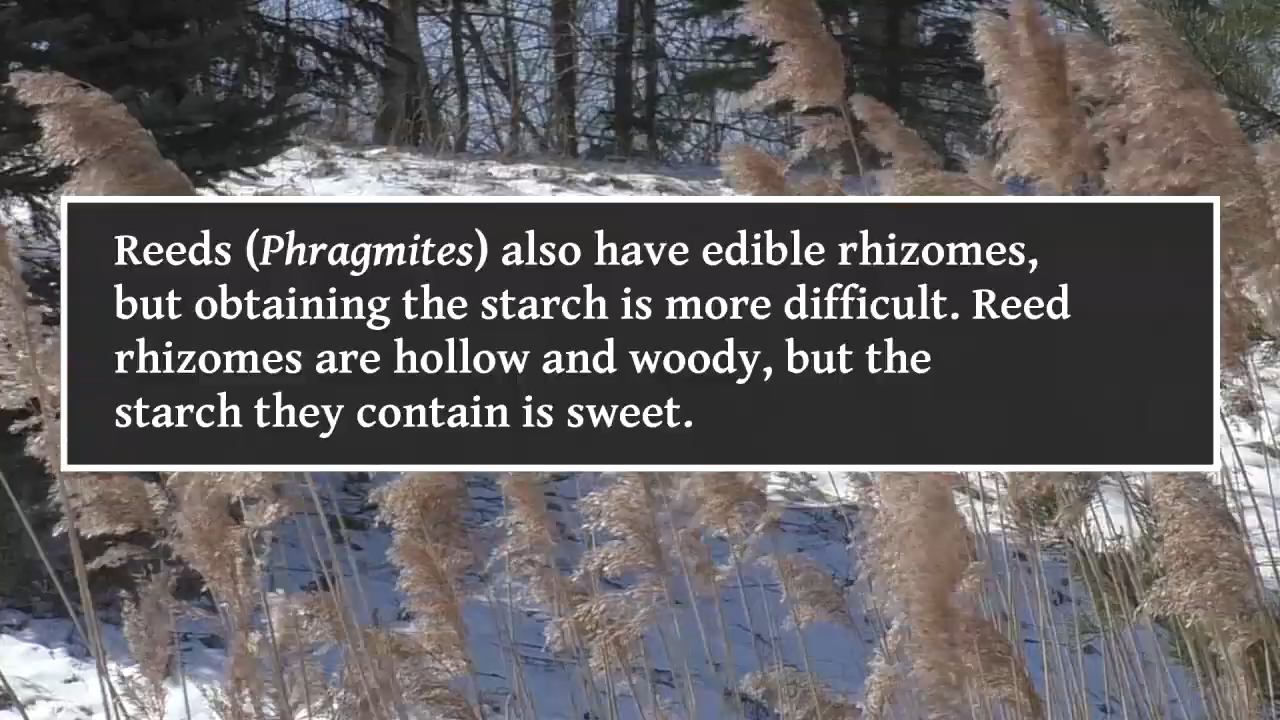 Reeds (Phragmites) also have edible rhizomes,
but obtaining the starch is more difficult. Reed
rhizomes are hollow and woody, but the
starch they contain is sweet.